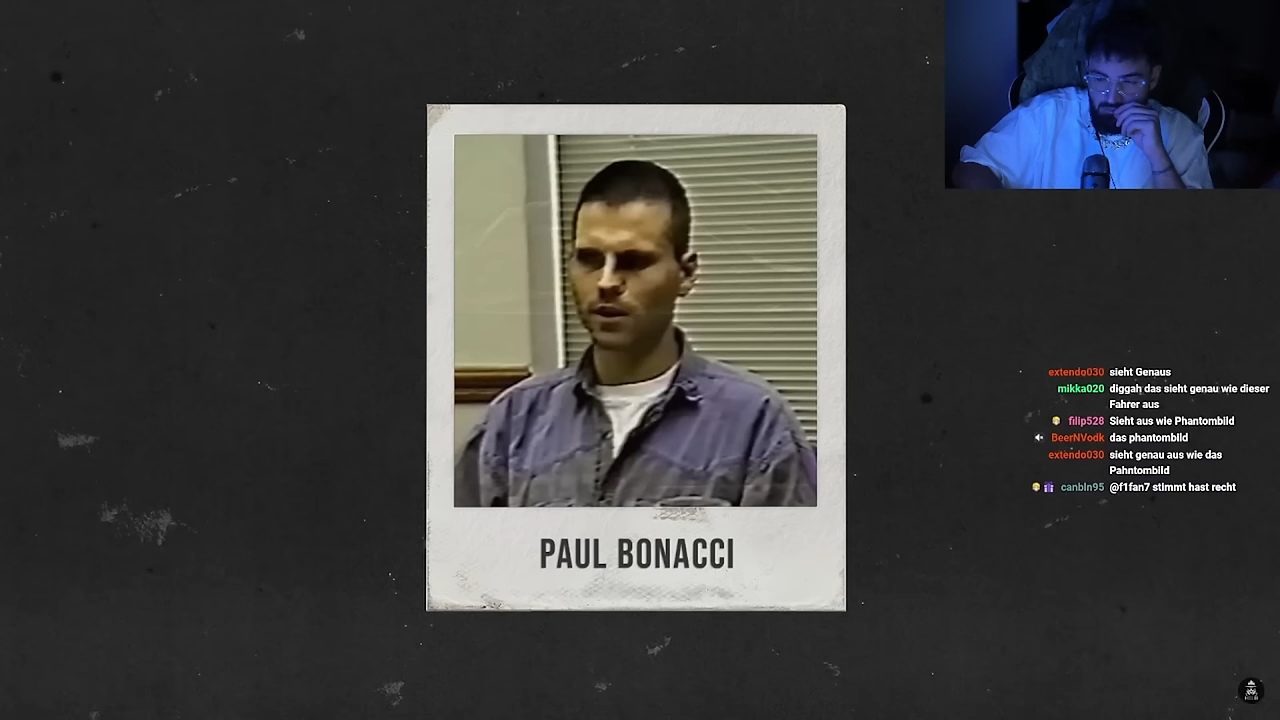 PAUL BONACCI
extendo030 sieht Genaus
mikka020 diggah das sieht genau wie dieser
Fahrer aus
filip528 Sieht aus wie Phantombild
BeerNVodk das phantombild
extendo030 sieht genau aus wie das
Pahntombild
canbln95 @f1fan7 stimmt hast recht